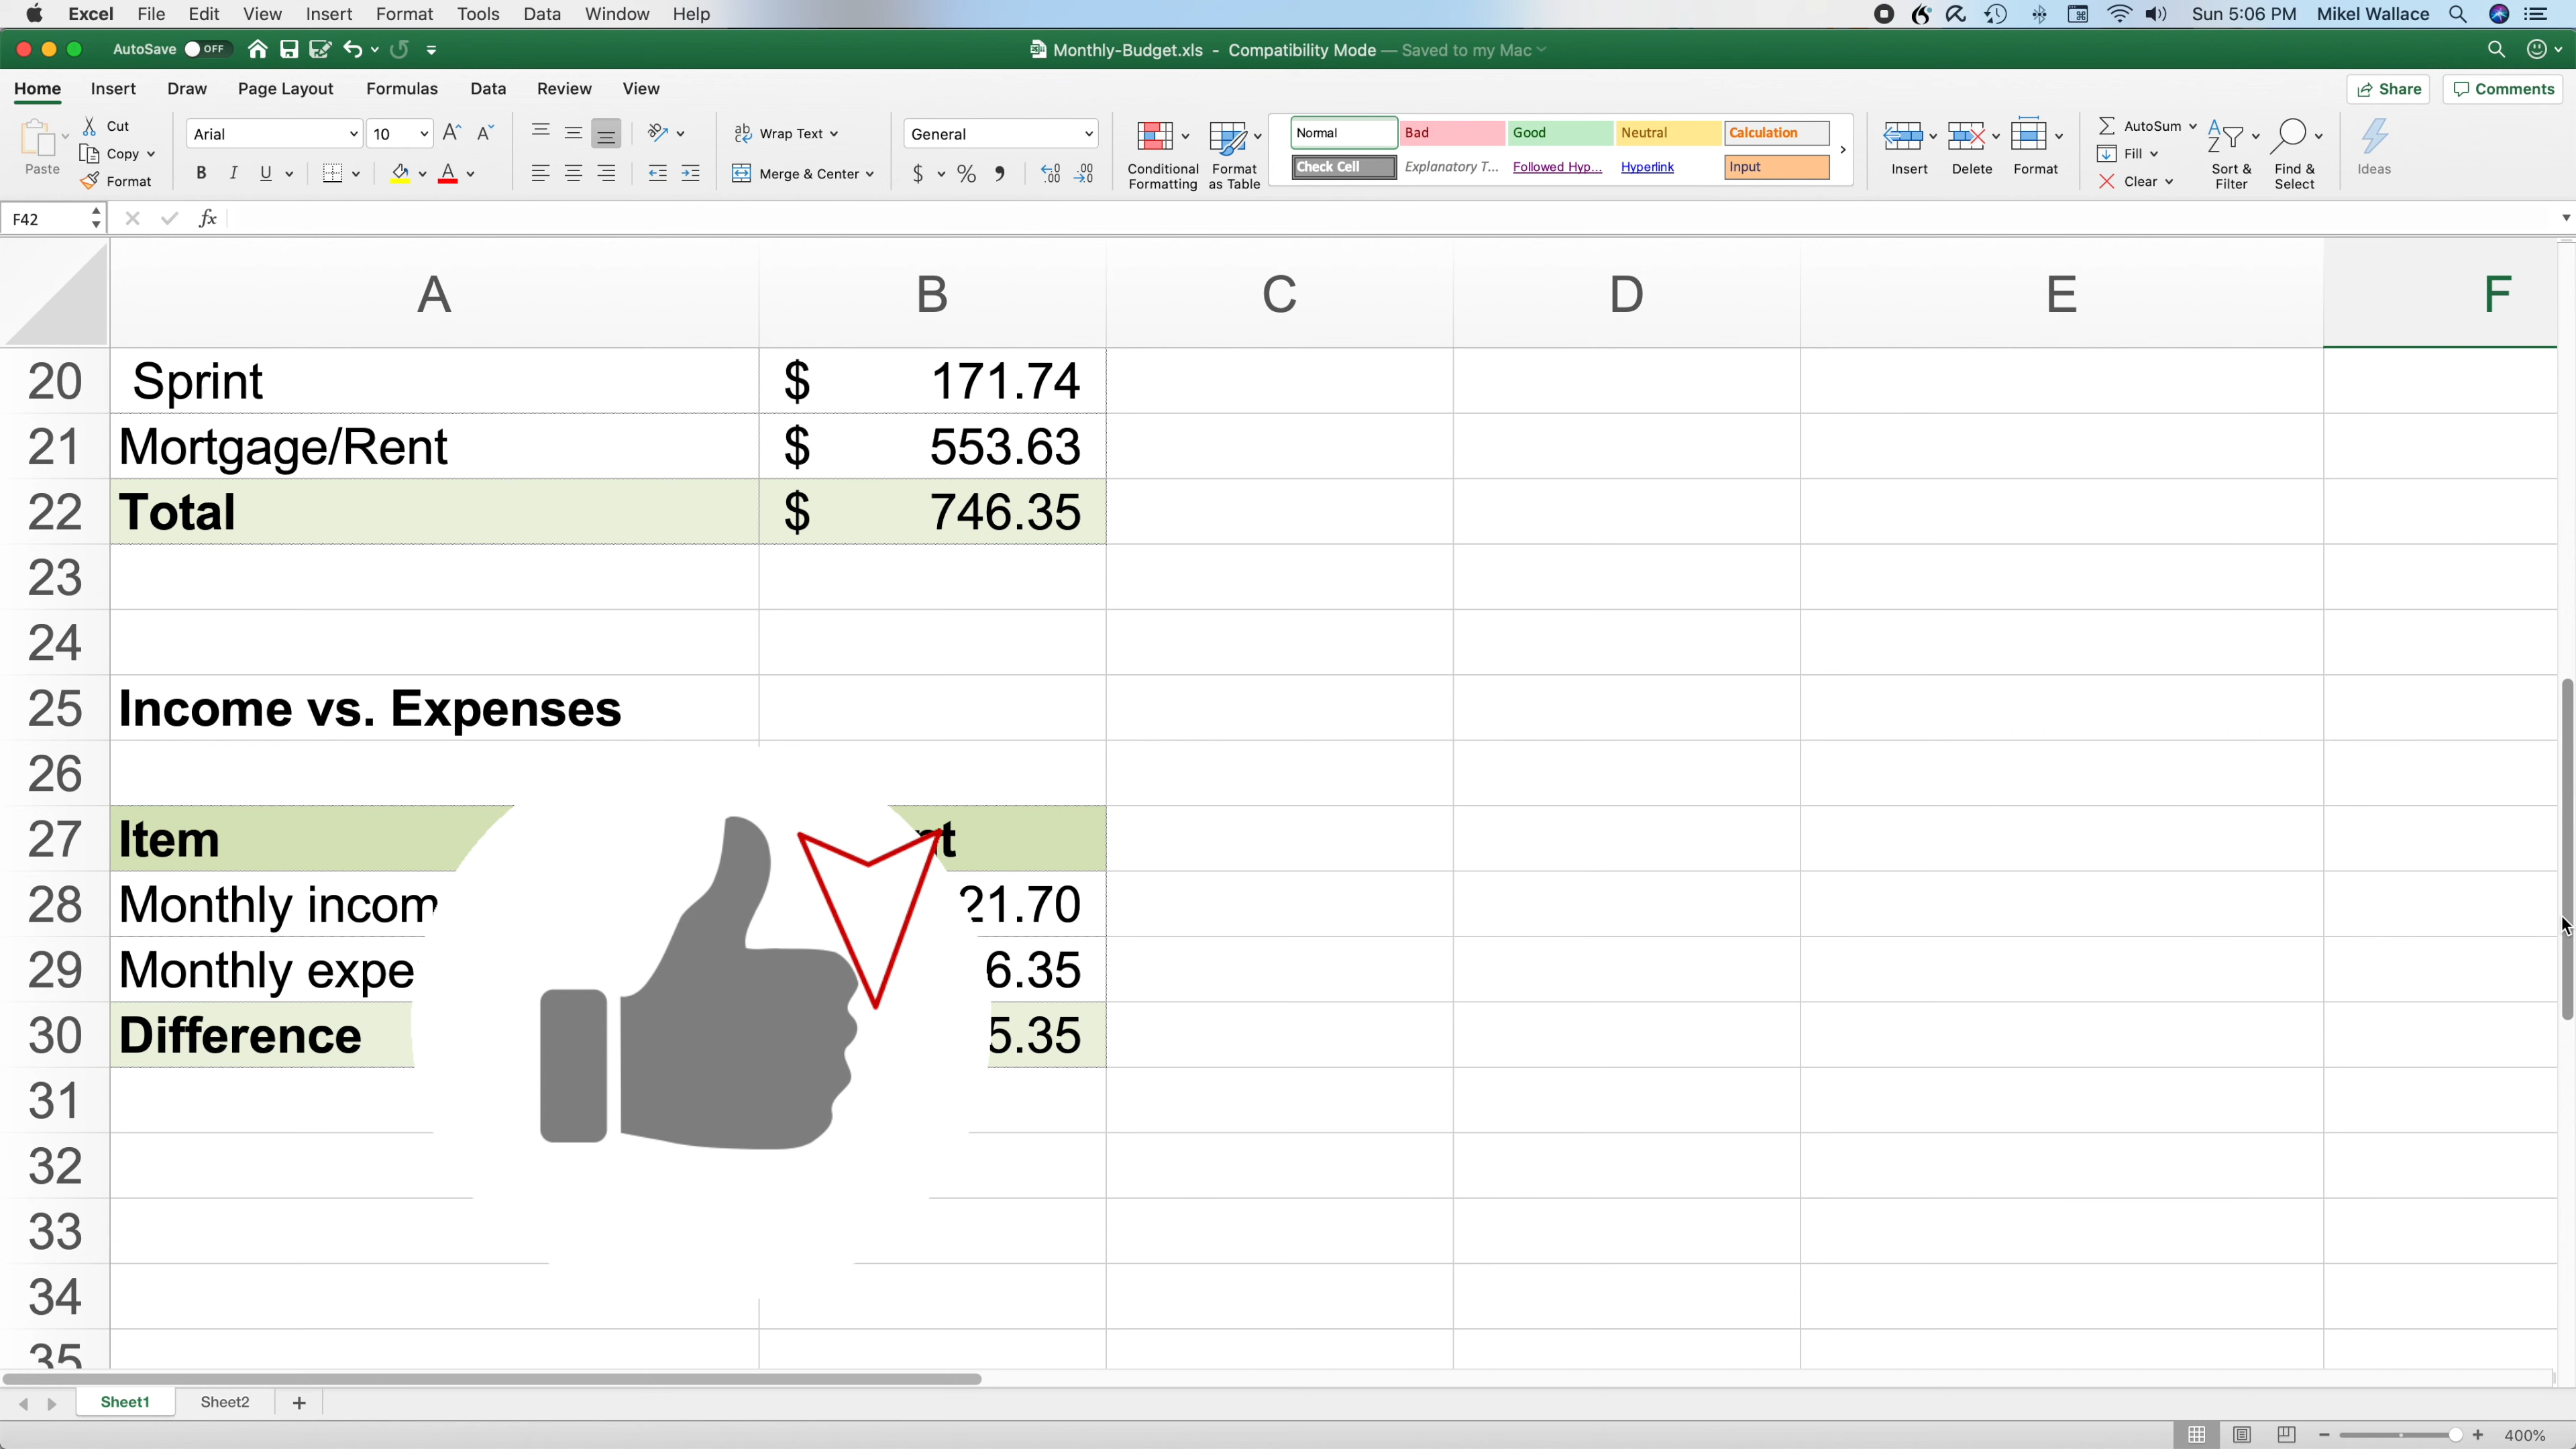 Excel File Edit View Insert Format Tools Data Window Help Sun 5:06 PM Mikel Wallace
AutoSave OFF Monthly-Budget.xls - Compatibility Mode — Saved to my Mac
Home Insert Draw Page Layout Formulas Data Review View Share Comments
Paste Cut Copy Format
Arial 10
B I U A
ab Wrap Text
Merge & Center
General
$ %
Conditional Formatting
Format as Table
Normal Bad Good Neutral Calculation
Check Cell Explanatory T... Followed Hyp... Hyperlink Input
Insert Delete Format
AutoSum
Fill
Clear
Sort & Filter
Find & Select
Ideas
F42 fx
A B C D E F
20 Sprint $ 171.74
21 Mortgage/Rent $ 553.63
22 Total $ 746.35
23
24
25 Income vs. Expenses
26
27 Item
28 Monthly incom 21.70
29 Monthly expe 6.35
30 Difference 5.35
31
32
33
34
35
Sheet1 Sheet2 +
400%